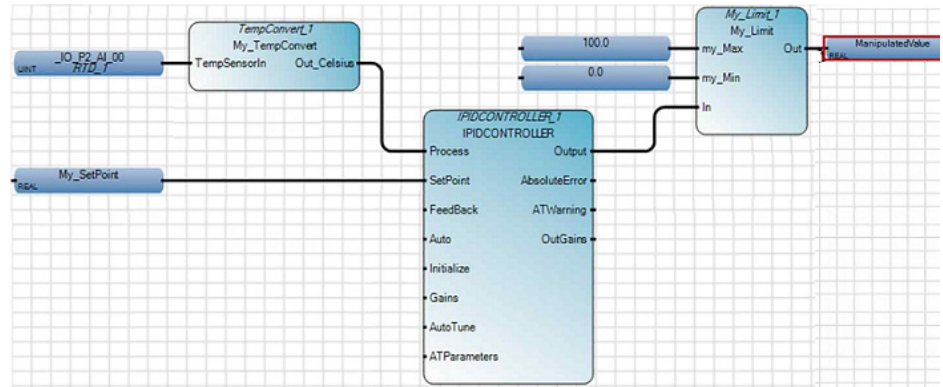 TempConvert_1
My_TempConvert
_IO_P2_AI_00
UINT
RTD_T
TempSensorIn
Out_Celsius
My_Limit_1
My_Limit
100.0
my_Max
Out
ManipulatedValue
REAL
0.0
my_Min
In
IPIDCONTROLLER_1
IPIDCONTROLLER
Process
Output
My_SetPoint
REAL
SetPoint
AbsoluteError
FeedBack
ATWarning
Auto
OutGains
Initialize
Gains
AutoTune
ATParameters